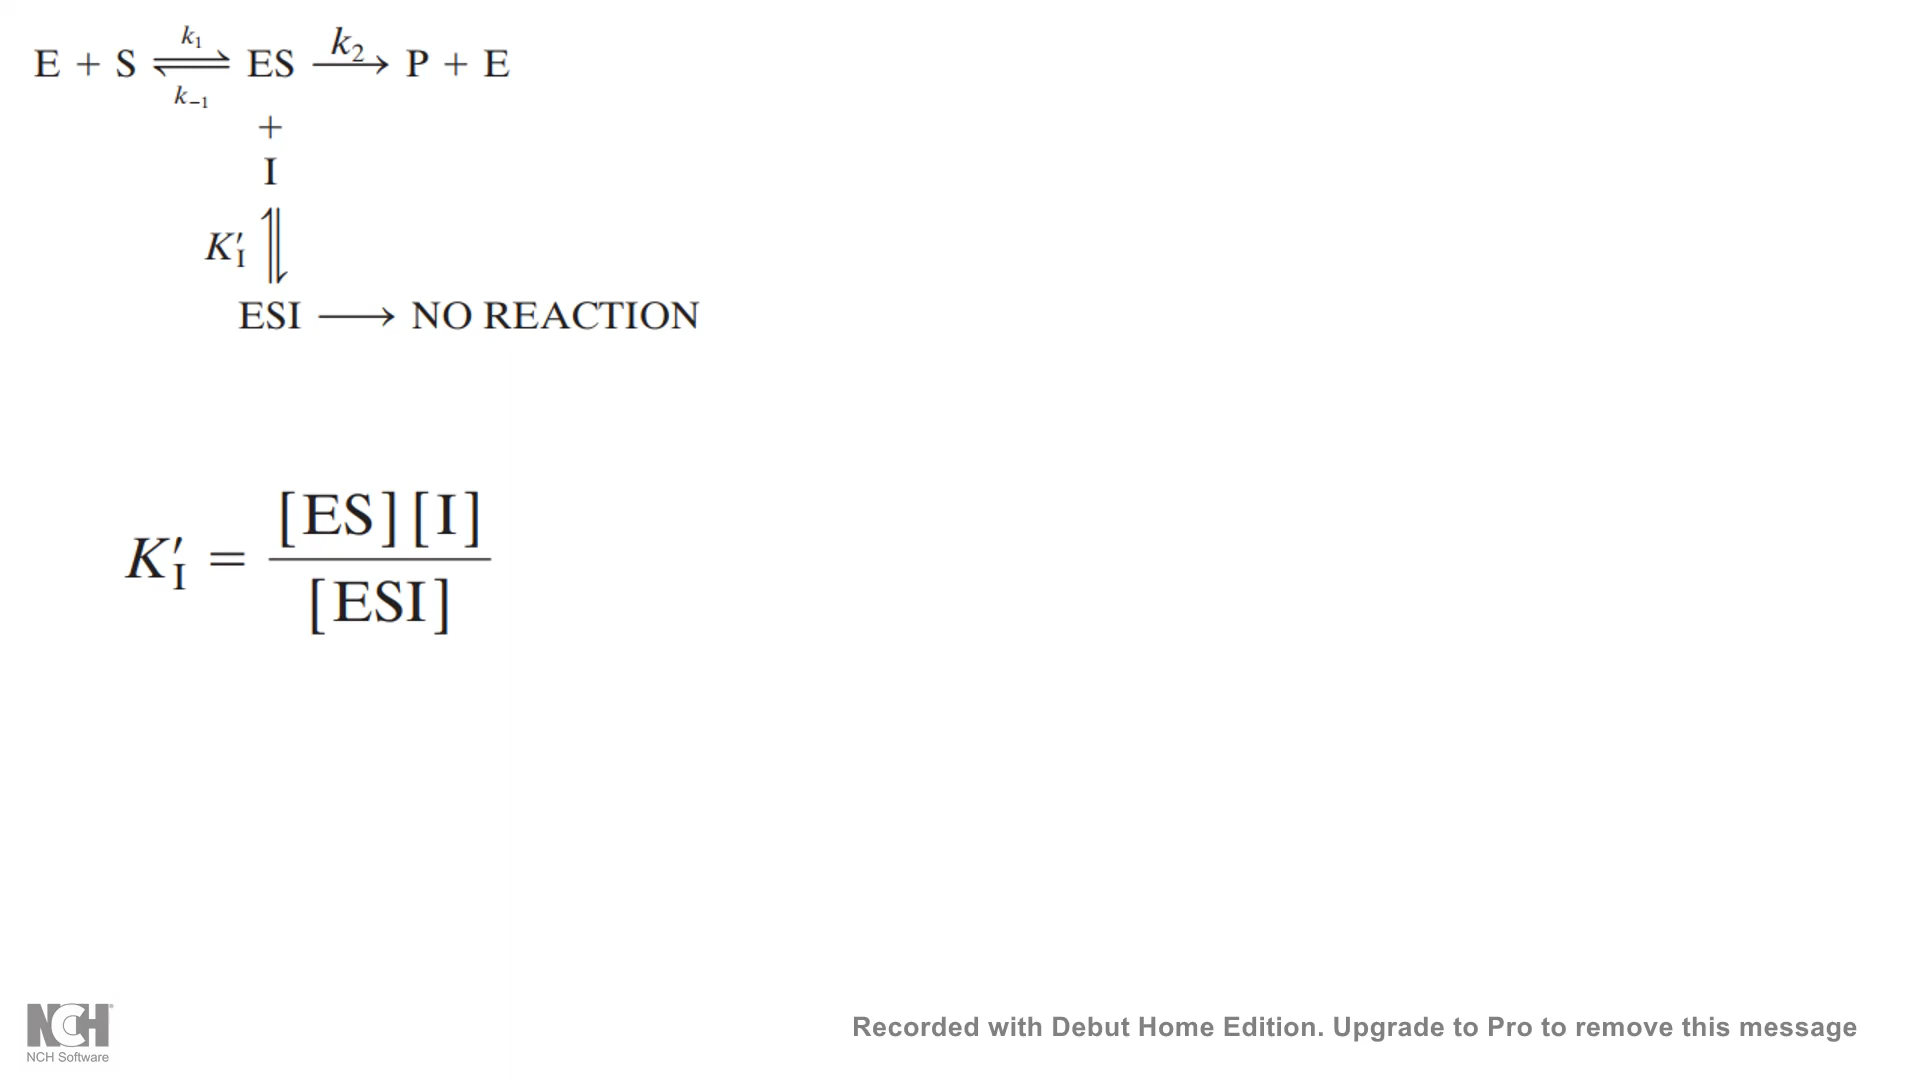 E + S ⇌ ES ⟶ P + E
k₁
k₂
k₋₁
+
I
K′I
ESI ⟶ NO REACTION
K′I = [ES][I] / [ESI]
NCH
NCH Software
Recorded with Debut Home Edition. Upgrade to Pro to remove this message